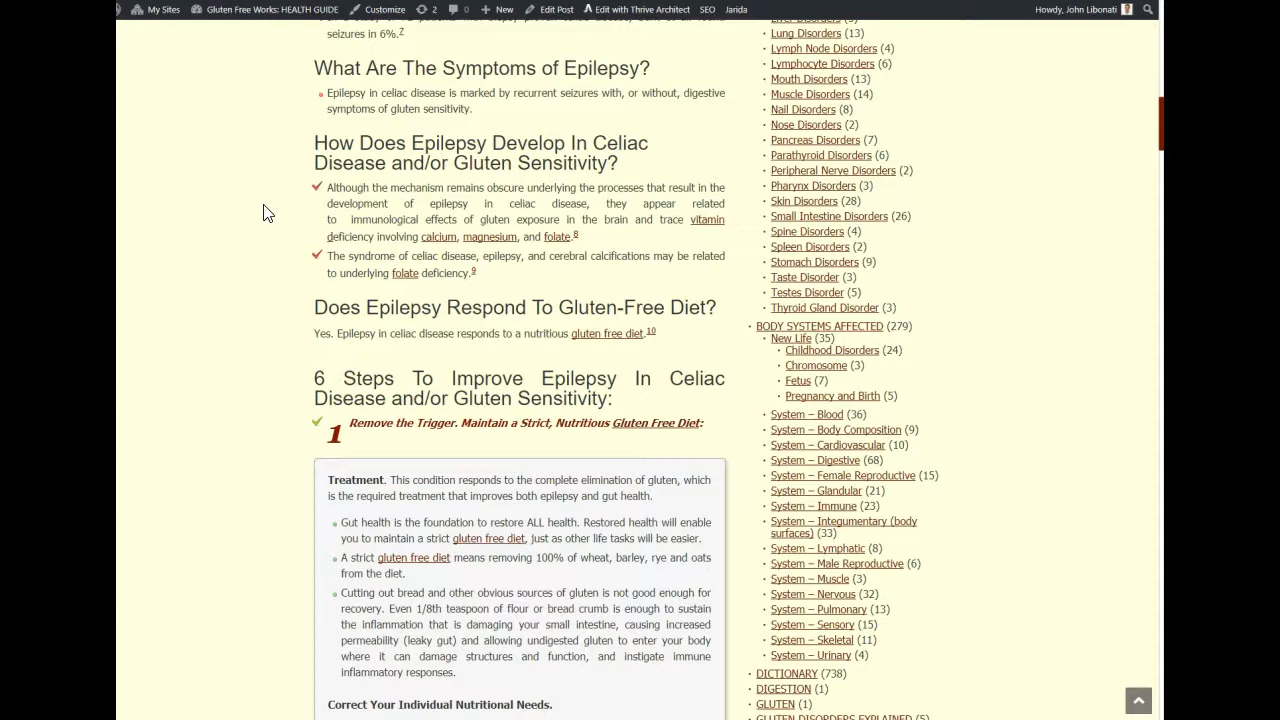 My Sites Gluten Free Works: HEALTH GUIDE Customize 2 0 New Edit Post Edit with Thrive Architect SEO Jarida Howdy, John Libonati
seizures in 6%.7
What Are The Symptoms of Epilepsy?
Epilepsy in celiac disease is marked by recurrent seizures with, or without, digestive
symptoms of gluten sensitivity.
How Does Epilepsy Develop In Celiac
Disease and/or Gluten Sensitivity?
Although the mechanism remains obscure underlying the processes that result in the
development of epilepsy in celiac disease, they appear related
to immunological effects of gluten exposure in the brain and trace vitamin
deficiency involving calcium, magnesium, and folate.8
The syndrome of celiac disease, epilepsy, and cerebral calcifications may be related
to underlying folate deficiency.9
Does Epilepsy Respond To Gluten-Free Diet?
Yes. Epilepsy in celiac disease responds to a nutritious gluten free diet.10
6 Steps To Improve Epilepsy In Celiac
Disease and/or Gluten Sensitivity:
1 Remove the Trigger. Maintain a Strict, Nutritious Gluten Free Diet:
Treatment. This condition responds to the complete elimination of gluten, which
is the required treatment that improves both epilepsy and gut health.
Gut health is the foundation to restore ALL health. Restored health will enable
you to maintain a strict gluten free diet, just as other life tasks will be easier.
A strict gluten free diet means removing 100% of wheat, barley, rye and oats
from the diet.
Cutting out bread and other obvious sources of gluten is not good enough for
recovery. Even 1/8th teaspoon of flour or bread crumb is enough to sustain
the inflammation that is damaging your small intestine, causing increased
permeability (leaky gut) and allowing undigested gluten to enter your body
where it can damage structures and function, and instigate immune
inflammatory responses.
Correct Your Individual Nutritional Needs.
Lung Disorders (13)
Lymph Node Disorders (4)
Lymphocyte Disorders (6)
Mouth Disorders (13)
Muscle Disorders (14)
Nail Disorders (8)
Nose Disorders (2)
Pancreas Disorders (7)
Parathyroid Disorders (6)
Peripheral Nerve Disorders (2)
Pharynx Disorders (3)
Skin Disorders (28)
Small Intestine Disorders (26)
Spine Disorders (4)
Spleen Disorders (2)
Stomach Disorders (9)
Taste Disorder (3)
Testes Disorder (5)
Thyroid Gland Disorder (3)
BODY SYSTEMS AFFECTED (279)
New Life (35)
Childhood Disorders (24)
Chromosome (3)
Fetus (7)
Pregnancy and Birth (5)
System – Blood (36)
System – Body Composition (9)
System – Cardiovascular (10)
System – Digestive (68)
System – Female Reproductive (15)
System – Glandular (21)
System – Immune (23)
System – Integumentary (body
surfaces) (33)
System – Lymphatic (8)
System – Male Reproductive (6)
System – Muscle (3)
System – Nervous (32)
System – Pulmonary (13)
System – Sensory (15)
System – Skeletal (11)
System – Urinary (4)
DICTIONARY (738)
DIGESTION (1)
GLUTEN (1)
GLUTEN DISORDERS EXPLAINED (5)